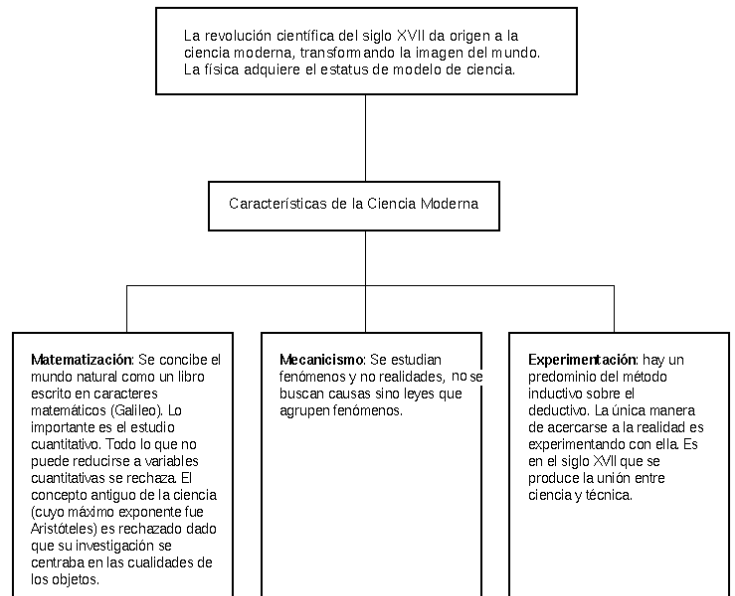 La revolución científica del siglo XVII da origen a la
ciencia moderna, transformando la imagen del mundo.
La física adquiere el estatus de modelo de ciencia.
Características de la Ciencia Moderna
Matematización: Se concibe el
mundo natural como un libro
escrito en caracteres
matemáticos (Galileo). Lo
importante es el estudio
cuantitativo. Todo lo que no
puede reducirse a variables
cuantitativas se rechaza. El
concepto antiguo de la ciencia
(cuyo máximo exponente fue
Aristóteles) es rechazado dado
que su investigación se
centraba en las cualidades de
los objetos.
Mecanicismo: Se estudian
fenómenos y no realidades, no se
buscan causas sino leyes que
agrupen fenómenos.
Experimentación: hay un
predominio del método
inductivo sobre el
deductivo. La única manera
de acercarse a la realidad es
experimentando con ella. Es
en el siglo XVII que se
produce la unión entre
ciencia y técnica.